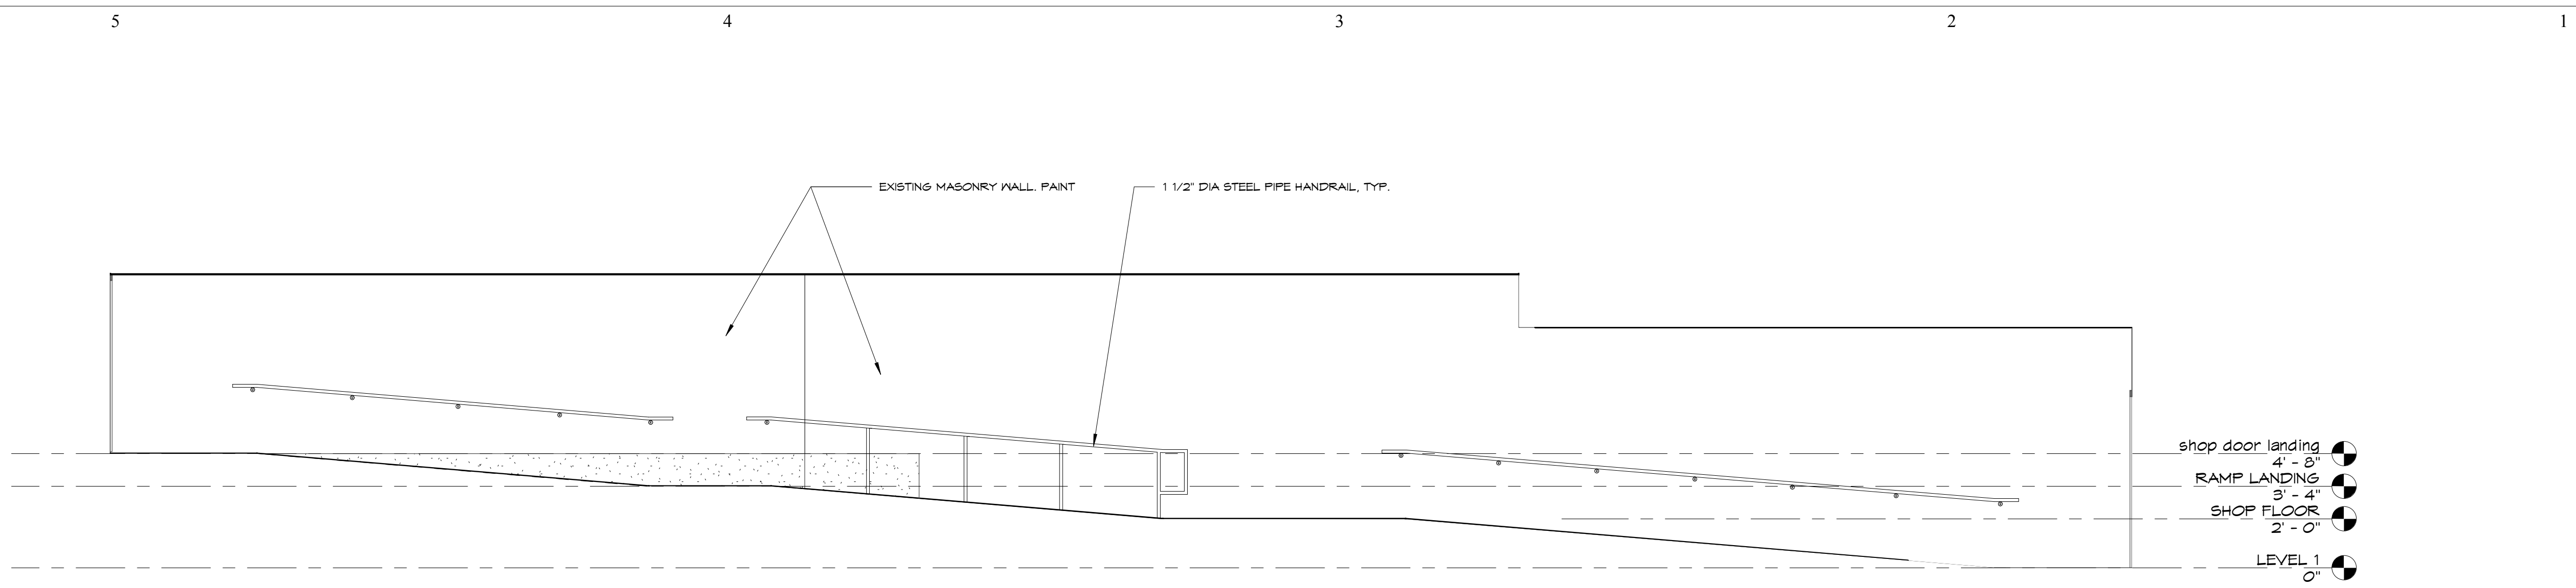 5 4 3 2 1
EXISTING MASONRY WALL. PAINT
1 1/2" DIA STEEL PIPE HANDRAIL, TYP.
shop door landing
4' - 8"
RAMP LANDING
3' - 4"
SHOP FLOOR
2' - 0"
LEVEL 1
0"